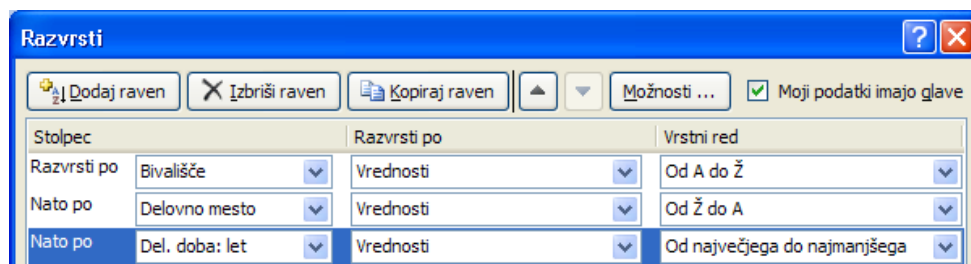 Razvrsti
Dodaj raven Izbriši raven Kopiraj raven Možnosti ... Moji podatki imajo glave
Stolpec Razvrsti po Vrstni red
Razvrsti po Bivališče Vrednosti Od A do Ž
Nato po Delovno mesto Vrednosti Od Ž do A
Nato po Del. doba: let Vrednosti Od največjega do najmanjšega